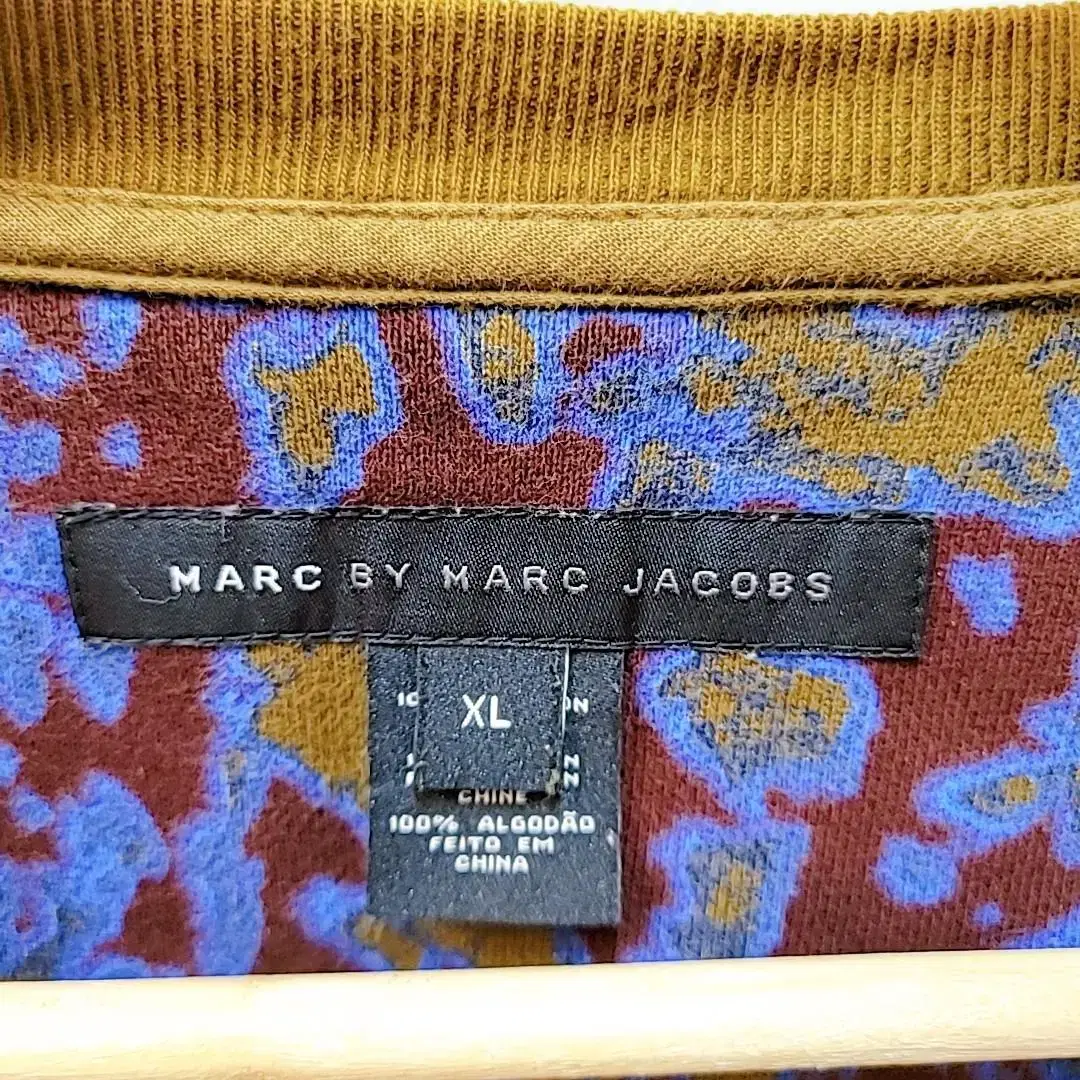 MARC BY MARC JACOBS
XL
CHINE
100% ALGODÃO
FEITO EM
CHINA